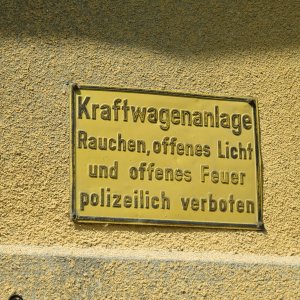 Kraftwagenanlage
Rauchen, offenes Licht
und offenes Feuer
polizeilich verboten